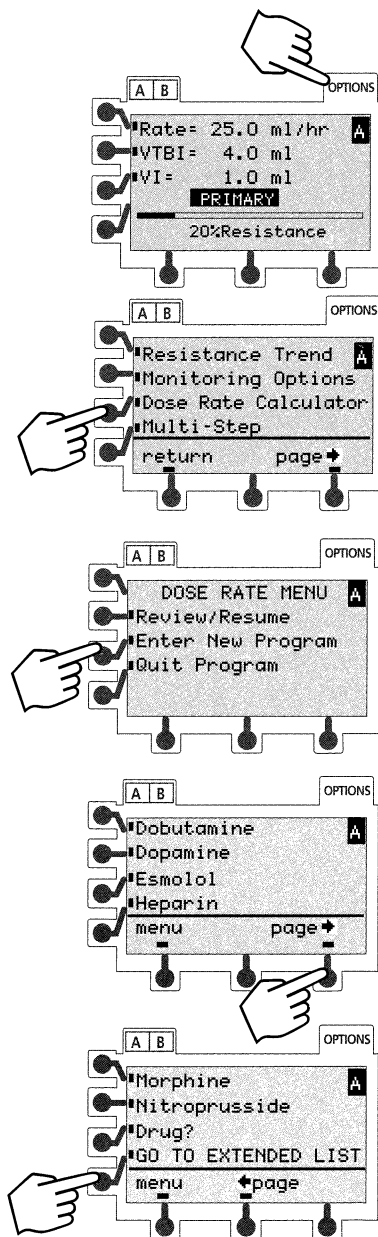 A B OPTIONS
Rate= 25.0 ml/hr A
VTBI= 4.0 ml
VI= 1.0 ml
PRIMARY
20%Resistance
A B OPTIONS
Resistance Trend A
Monitoring Options
Dose Rate Calculator
Multi-Step
return page
A B OPTIONS
DOSE RATE MENU A
Review/Resume
Enter New Program
Quit Program
A B OPTIONS
Dobutamine A
Dopamine
Esmolol
Heparin
menu page
A B OPTIONS
Morphine A
Nitroprusside
Drug?
GO TO EXTENDED LIST
menu page